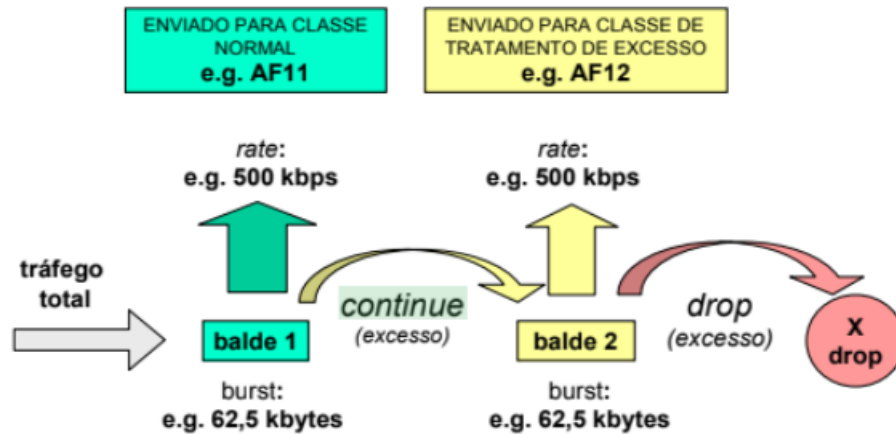 ENVIADO PARA CLASSE
NORMAL
e.g. AF11
ENVIADO PARA CLASSE DE
TRATAMENTO DE EXCESSO
e.g. AF12
rate:
e.g. 500 kbps
rate:
e.g. 500 kbps
tráfego
total
continue
(excesso)
drop
(excesso)
X
drop
balde 1
balde 2
burst:
e.g. 62,5 kbytes
burst:
e.g. 62,5 kbytes